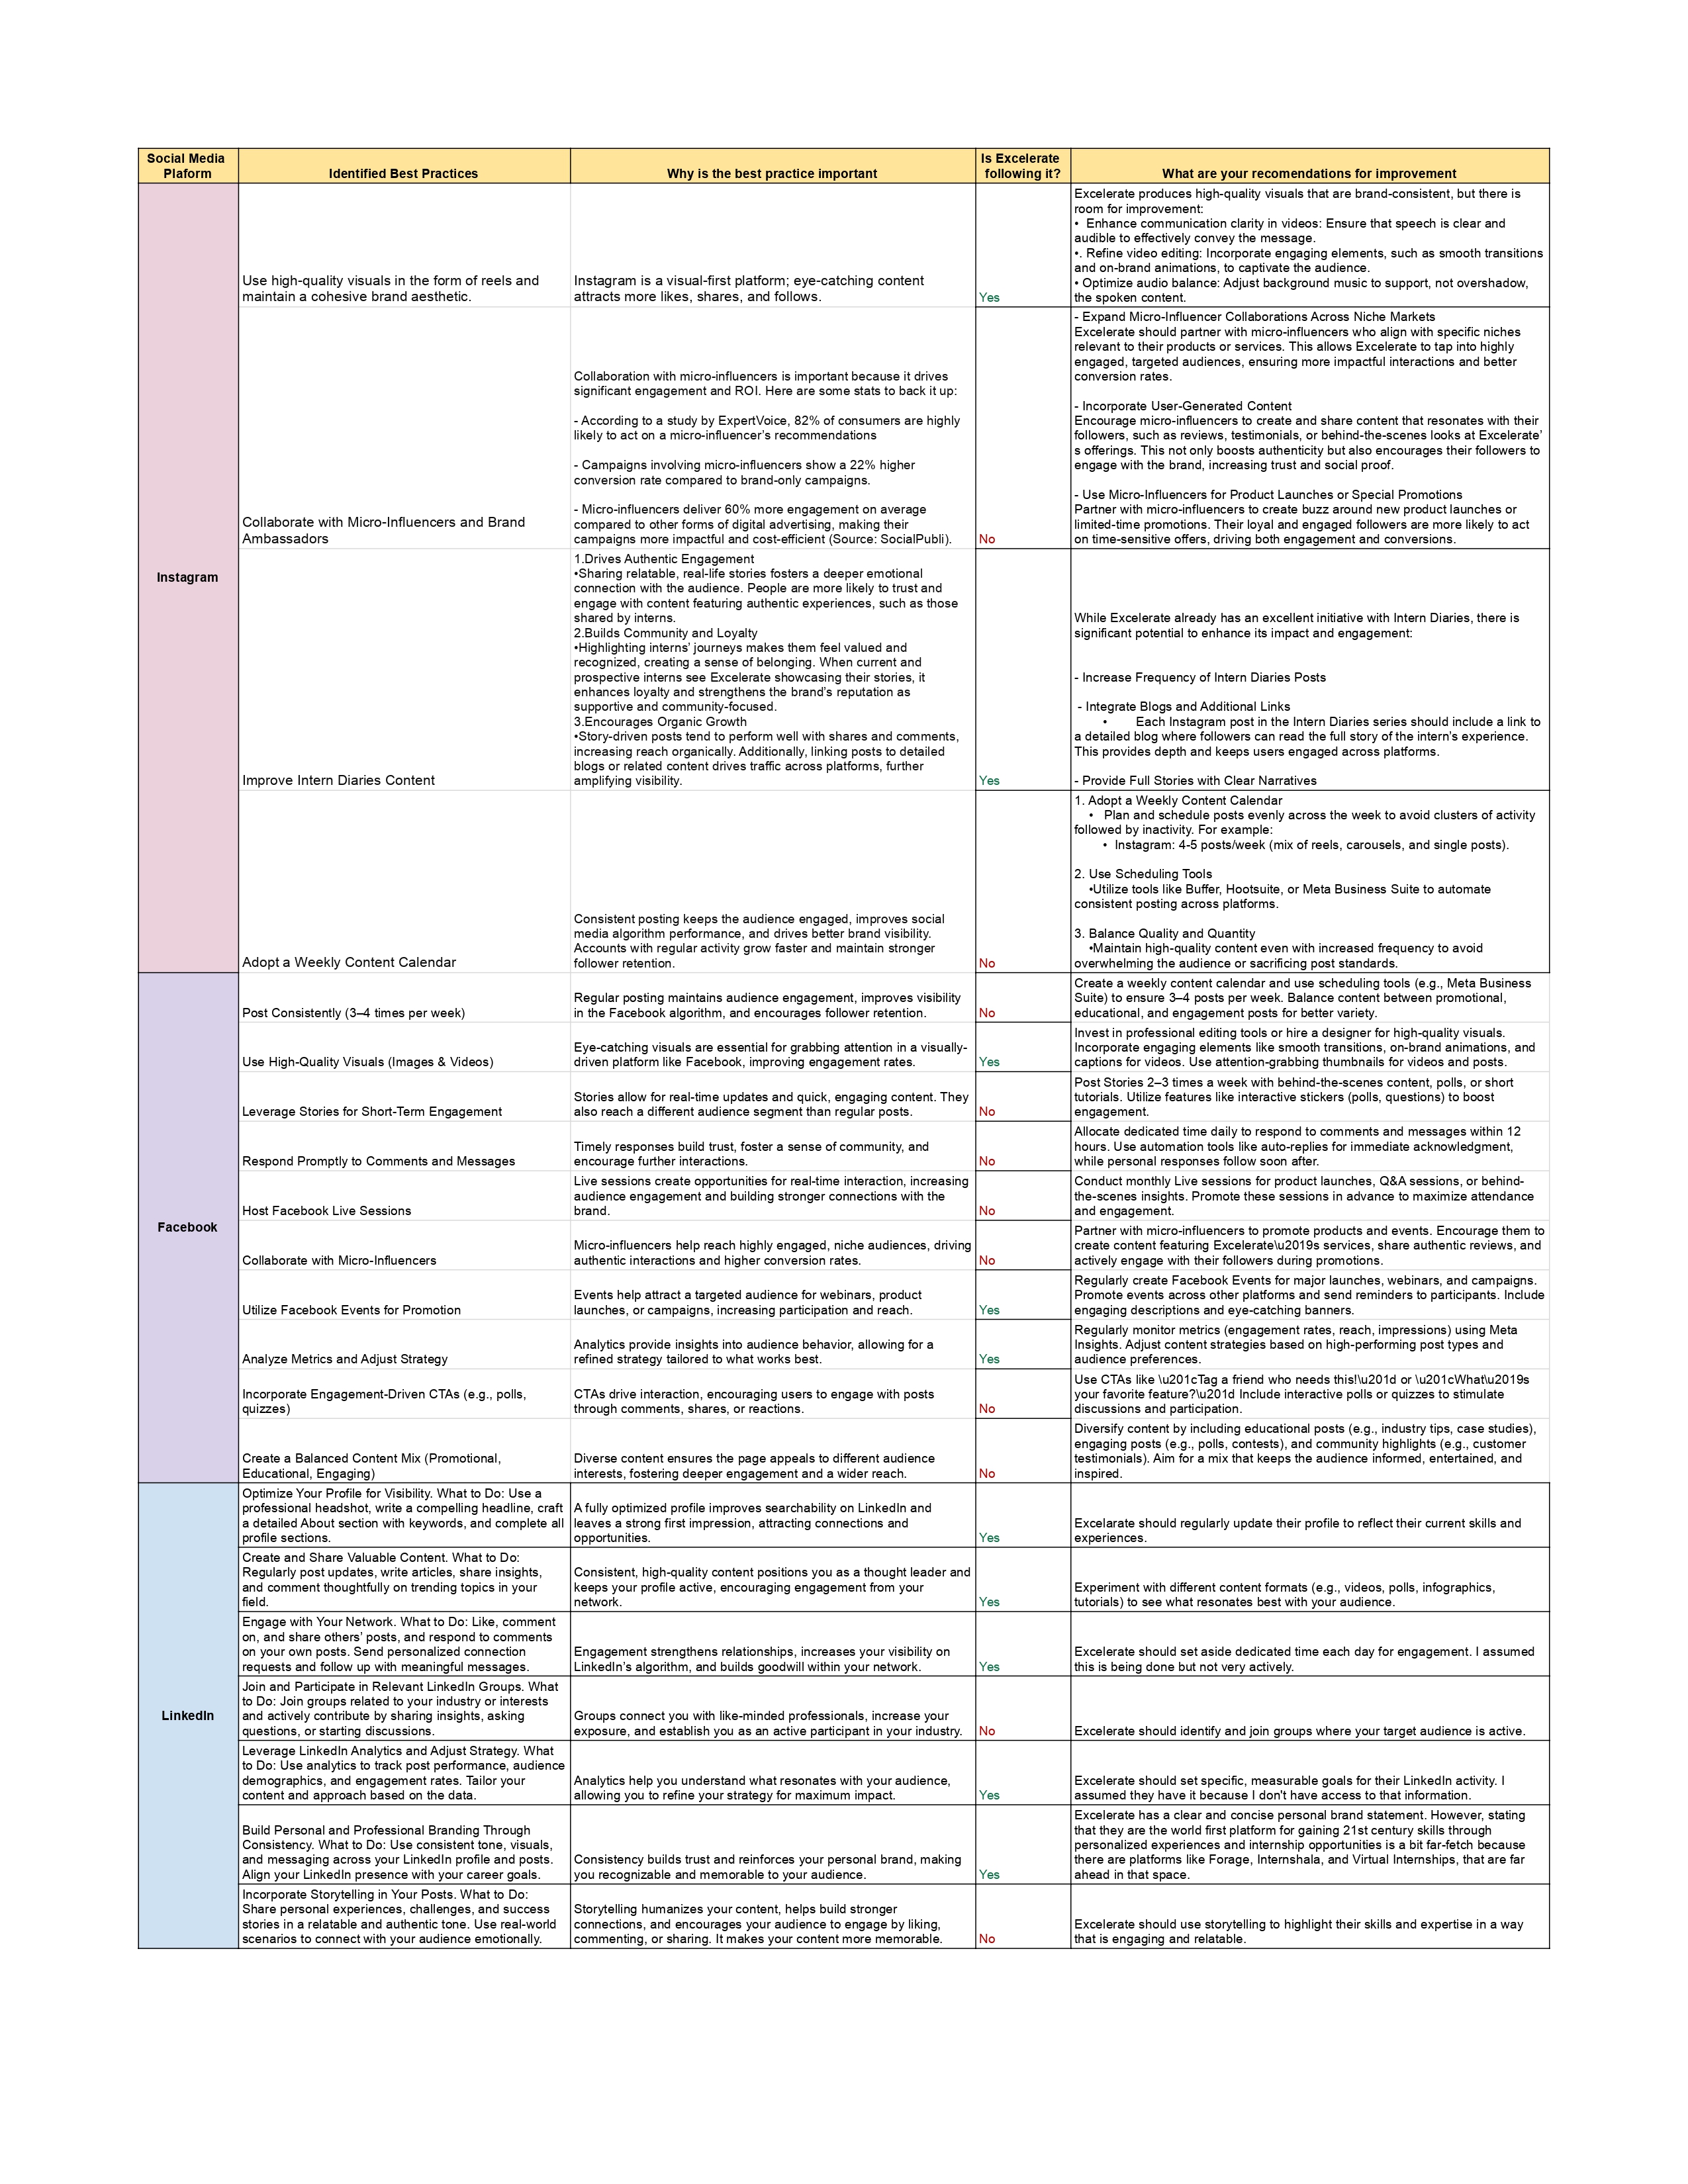 Social Media
Plaform
Identified Best Practices
Why is the best practice important
Is Excelerate
following it?
What are your recomendations for improvement
Instagram
Use high-quality visuals in the form of reels and
maintain a cohesive brand aesthetic.
Instagram is a visual-first platform; eye-catching content
attracts more likes, shares, and follows.
Yes
Excelerate produces high-quality visuals that are brand-consistent, but there is
room for improvement:
• Enhance communication clarity in videos: Ensure that speech is clear and
audible to effectively convey the message.
•. Refine video editing: Incorporate engaging elements, such as smooth transitions
and on-brand animations, to captivate the audience.
• Optimize audio balance: Adjust background music to support, not overshadow,
the spoken content.
Collaborate with Micro-Influencers and Brand
Ambassadors
Collaboration with micro-influencers is important because it drives
significant engagement and ROI. Here are some stats to back it up:
- According to a study by ExpertVoice, 82% of consumers are highly
likely to act on a micro-influencer's recommendations
- Campaigns involving micro-influencers show a 22% higher
conversion rate compared to brand-only campaigns.
- Micro-influencers deliver 60% more engagement on average
compared to other forms of digital advertising, making their
campaigns more impactful and cost-efficient (Source: SocialPubli).
No
- Expand Micro-Influencer Collaborations Across Niche Markets
Excelerate should partner with micro-influencers who align with specific niches
relevant to their products or services. This allows Excelerate to tap into highly
engaged, targeted audiences, ensuring more impactful interactions and better
conversion rates.
- Incorporate User-Generated Content
Encourage micro-influencers to create and share content that resonates with their
followers, such as reviews, testimonials, or behind-the-scenes looks at Excelerate'
s offerings. This not only boosts authenticity but also encourages their followers to
engage with the brand, increasing trust and social proof.
- Use Micro-Influencers for Product Launches or Special Promotions
Partner with micro-influencers to create buzz around new product launches or
limited-time promotions. Their loyal and engaged followers are more likely to act
on time-sensitive offers, driving both engagement and conversions.
Improve Intern Diaries Content
1.Drives Authentic Engagement
•Sharing relatable, real-life stories fosters a deeper emotional
connection with the audience. People are more likely to trust and
engage with content featuring authentic experiences, such as those
shared by interns.
2.Builds Community and Loyalty
•Highlighting interns' journeys makes them feel valued and
recognized, creating a sense of belonging. When current and
prospective interns see Excelerate showcasing their stories, it
enhances loyalty and strengthens the brand's reputation as
supportive and community-focused.
3.Encourages Organic Growth
•Story-driven posts tend to perform well with shares and comments,
increasing reach organically. Additionally, linking posts to detailed
blogs or related content drives traffic across platforms, further
amplifying visibility.
Yes
While Excelerate already has an excellent initiative with Intern Diaries, there is
significant potential to enhance its impact and engagement:
- Increase Frequency of Intern Diaries Posts
- Integrate Blogs and Additional Links
• Each Instagram post in the Intern Diaries series should include a link to
a detailed blog where followers can read the full story of the intern's experience.
This provides depth and keeps users engaged across platforms.
- Provide Full Stories with Clear Narratives
Adopt a Weekly Content Calendar
Consistent posting keeps the audience engaged, improves social
media algorithm performance, and drives better brand visibility.
Accounts with regular activity grow faster and maintain stronger
follower retention.
No
1. Adopt a Weekly Content Calendar
• Plan and schedule posts evenly across the week to avoid clusters of activity
followed by inactivity. For example:
• Instagram: 4-5 posts/week (mix of reels, carousels, and single posts).
2. Use Scheduling Tools
•Utilize tools like Buffer, Hootsuite, or Meta Business Suite to automate
consistent posting across platforms.
3. Balance Quality and Quantity
•Maintain high-quality content even with increased frequency to avoid
overwhelming the audience or sacrificing post standards.
Facebook
Post Consistently (3–4 times per week)
Regular posting maintains audience engagement, improves visibility
in the Facebook algorithm, and encourages follower retention.
No
Create a weekly content calendar and use scheduling tools (e.g., Meta Business
Suite) to ensure 3–4 posts per week. Balance content between promotional,
educational, and engagement posts for better variety.
Use High-Quality Visuals (Images & Videos)
Eye-catching visuals are essential for grabbing attention in a visually-
driven platform like Facebook, improving engagement rates.
Yes
Invest in professional editing tools or hire a designer for high-quality visuals.
Incorporate engaging elements like smooth transitions, on-brand animations, and
captions for videos. Use attention-grabbing thumbnails for videos and posts.
Leverage Stories for Short-Term Engagement
Stories allow for real-time updates and quick, engaging content. They
also reach a different audience segment than regular posts.
No
Post Stories 2–3 times a week with behind-the-scenes content, polls, or short
tutorials. Utilize features like interactive stickers (polls, questions) to boost
engagement.
Respond Promptly to Comments and Messages
Timely responses build trust, foster a sense of community, and
encourage further interactions.
No
Allocate dedicated time daily to respond to comments and messages within 12
hours. Use automation tools like auto-replies for immediate acknowledgment,
while personal responses follow soon after.
Host Facebook Live Sessions
Live sessions create opportunities for real-time interaction, increasing
audience engagement and building stronger connections with the
brand.
No
Conduct monthly Live sessions for product launches, Q&A sessions, or behind-
the-scenes insights. Promote these sessions in advance to maximize attendance
and engagement.
Collaborate with Micro-Influencers
Micro-influencers help reach highly engaged, niche audiences, driving
authentic interactions and higher conversion rates.
No
Partner with micro-influencers to promote products and events. Encourage them to
create content featuring Excelerate\u2019s services, share authentic reviews, and
actively engage with their followers during promotions.
Utilize Facebook Events for Promotion
Events help attract a targeted audience for webinars, product
launches, or campaigns, increasing participation and reach.
Yes
Regularly create Facebook Events for major launches, webinars, and campaigns.
Promote events across other platforms and send reminders to participants. Include
engaging descriptions and eye-catching banners.
Analyze Metrics and Adjust Strategy
Analytics provide insights into audience behavior, allowing for a
refined strategy tailored to what works best.
Yes
Regularly monitor metrics (engagement rates, reach, impressions) using Meta
Insights. Adjust content strategies based on high-performing post types and
audience preferences.
Incorporate Engagement-Driven CTAs (e.g., polls,
quizzes)
CTAs drive interaction, encouraging users to engage with posts
through comments, shares, or reactions.
No
Use CTAs like \u201cTag a friend who needs this!\u201d or \u201cWhat\u2019s
your favorite feature?\u201d Include interactive polls or quizzes to stimulate
discussions and participation.
Create a Balanced Content Mix (Promotional,
Educational, Engaging)
Diverse content ensures the page appeals to different audience
interests, fostering deeper engagement and a wider reach.
No
Diversify content by including educational posts (e.g., industry tips, case studies),
engaging posts (e.g., polls, contests), and community highlights (e.g., customer
testimonials). Aim for a mix that keeps the audience informed, entertained, and
inspired.
LinkedIn
Optimize Your Profile for Visibility. What to Do: Use a
professional headshot, write a compelling headline, craft
a detailed About section with keywords, and complete all
profile sections.
A fully optimized profile improves searchability on LinkedIn and
leaves a strong first impression, attracting connections and
opportunities.
Yes
Excelarate should regularly update their profile to reflect their current skills and
experiences.
Create and Share Valuable Content. What to Do:
Regularly post updates, write articles, share insights,
and comment thoughtfully on trending topics in your
field.
Consistent, high-quality content positions you as a thought leader and
keeps your profile active, encouraging engagement from your
network.
Yes
Experiment with different content formats (e.g., videos, polls, infographics,
tutorials) to see what resonates best with your audience.
Engage with Your Network. What to Do: Like, comment
on, and share others' posts, and respond to comments
on your own posts. Send personalized connection
requests and follow up with meaningful messages.
Engagement strengthens relationships, increases your visibility on
LinkedIn's algorithm, and builds goodwill within your network.
Yes
Excelerate should set aside dedicated time each day for engagement. I assumed
this is being done but not very actively.
Join and Participate in Relevant LinkedIn Groups. What
to Do: Join groups related to your industry or interests
and actively contribute by sharing insights, asking
questions, or starting discussions.
Groups connect you with like-minded professionals, increase your
exposure, and establish you as an active participant in your industry.
No
Excelerate should identify and join groups where your target audience is active.
Leverage LinkedIn Analytics and Adjust Strategy. What
to Do: Use analytics to track post performance, audience
demographics, and engagement rates. Tailor your
content and approach based on the data.
Analytics help you understand what resonates with your audience,
allowing you to refine your strategy for maximum impact.
Yes
Excelerate should set specific, measurable goals for their LinkedIn activity. I
assumed they have it because I don't have access to that information.
Build Personal and Professional Branding Through
Consistency. What to Do: Use consistent tone, visuals,
and messaging across your LinkedIn profile and posts.
Align your LinkedIn presence with your career goals.
Consistency builds trust and reinforces your personal brand, making
you recognizable and memorable to your audience.
Yes
Excelerate has a clear and concise personal brand statement. However, stating
that they are the world first platform for gaining 21st century skills through
personalized experiences and internship opportunities is a bit far-fetch because
there are platforms like Forage, Internshala, and Virtual Internships, that are far
ahead in that space.
Incorporate Storytelling in Your Posts. What to Do:
Share personal experiences, challenges, and success
stories in a relatable and authentic tone. Use real-world
scenarios to connect with your audience emotionally.
Storytelling humanizes your content, helps build stronger
connections, and encourages your audience to engage by liking,
commenting, or sharing. It makes your content more memorable.
No
Excelerate should use storytelling to highlight their skills and expertise in a way
that is engaging and relatable.